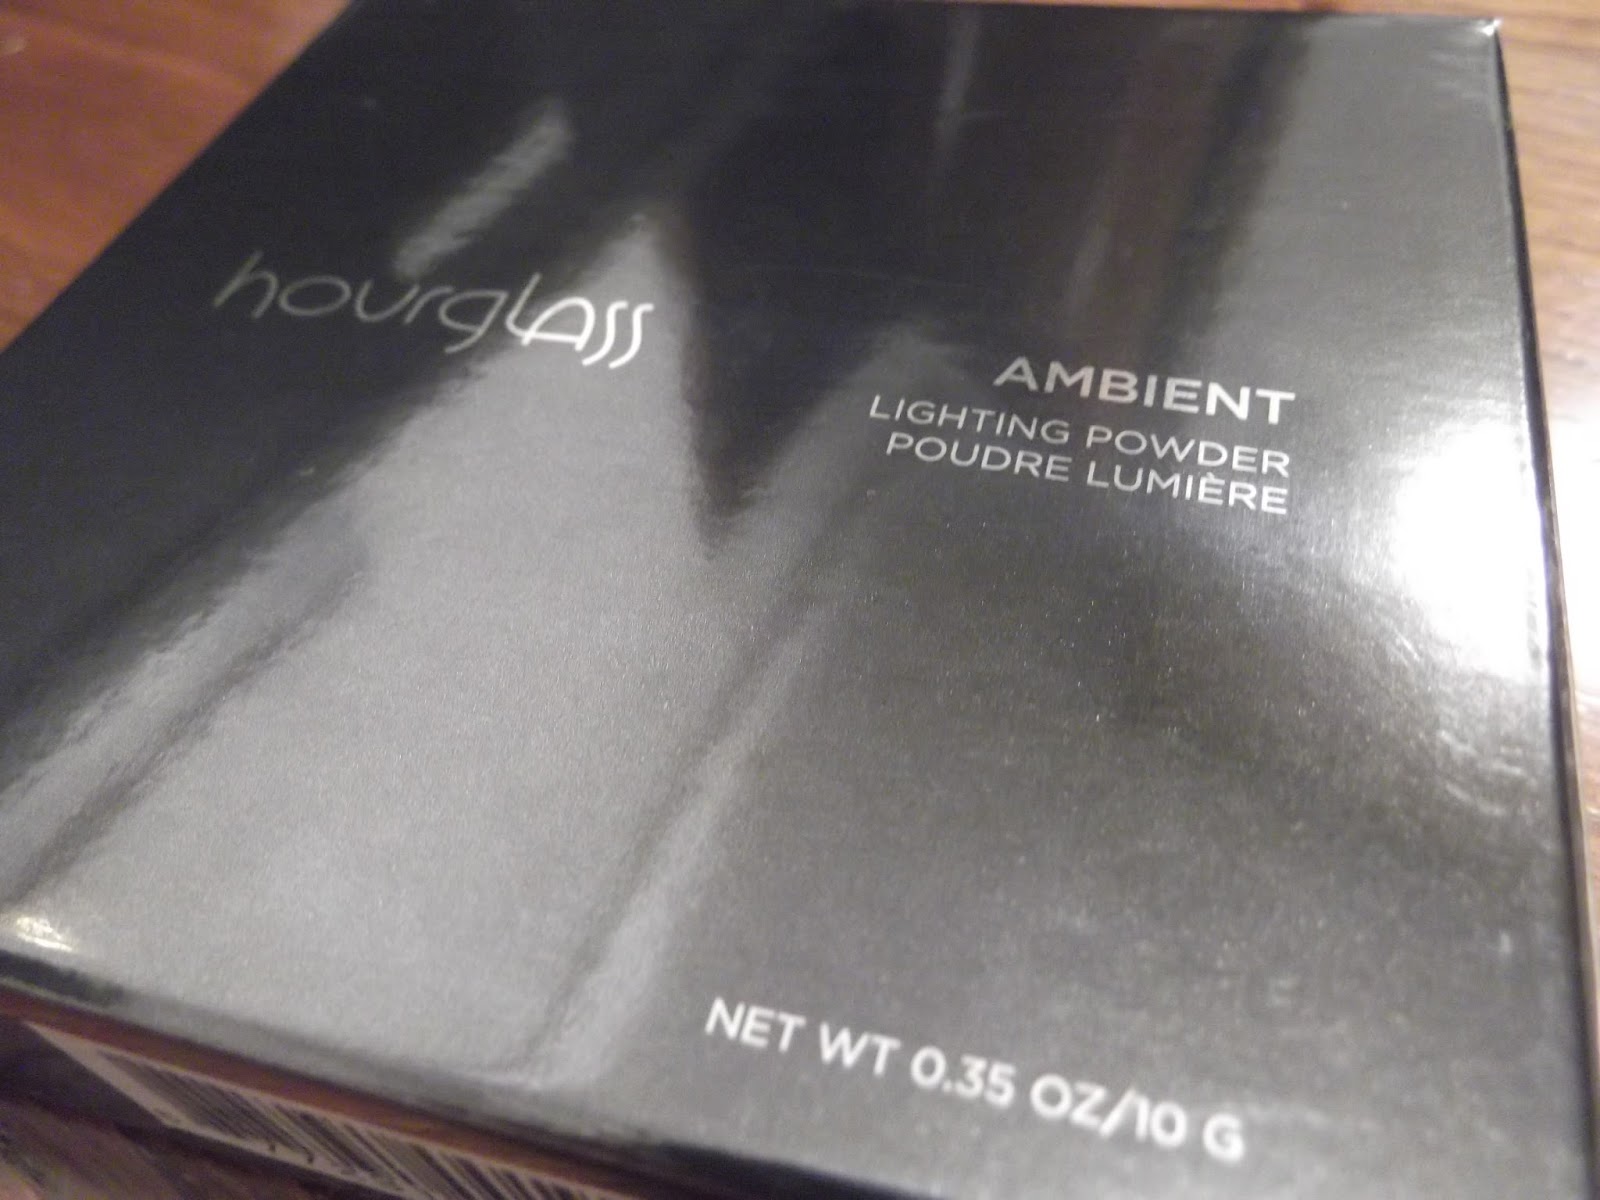 hourglass
AMBIENT
LIGHTING POWDER
POUDRE LUMIÈRE
NET WT 0.35 OZ/10 G